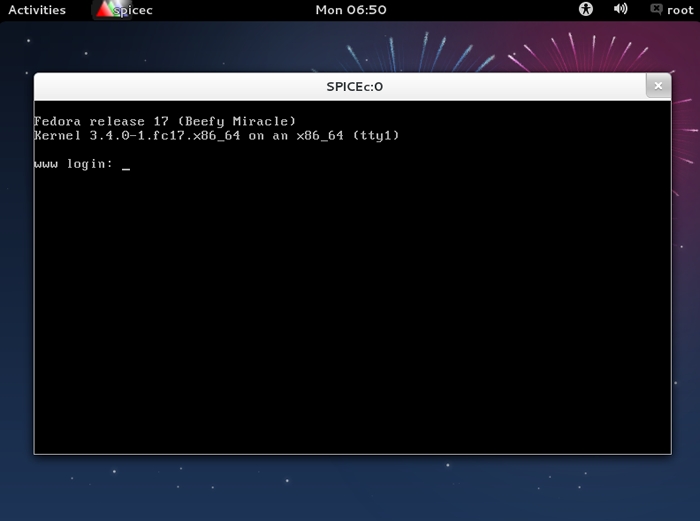 Activities spicec Mon 06:50 root
SPICEc:0
Fedora release 17 (Beefy Miracle)
Kernel 3.4.0-1.fc17.x86_64 on an x86_64 (tty1)
www login: _